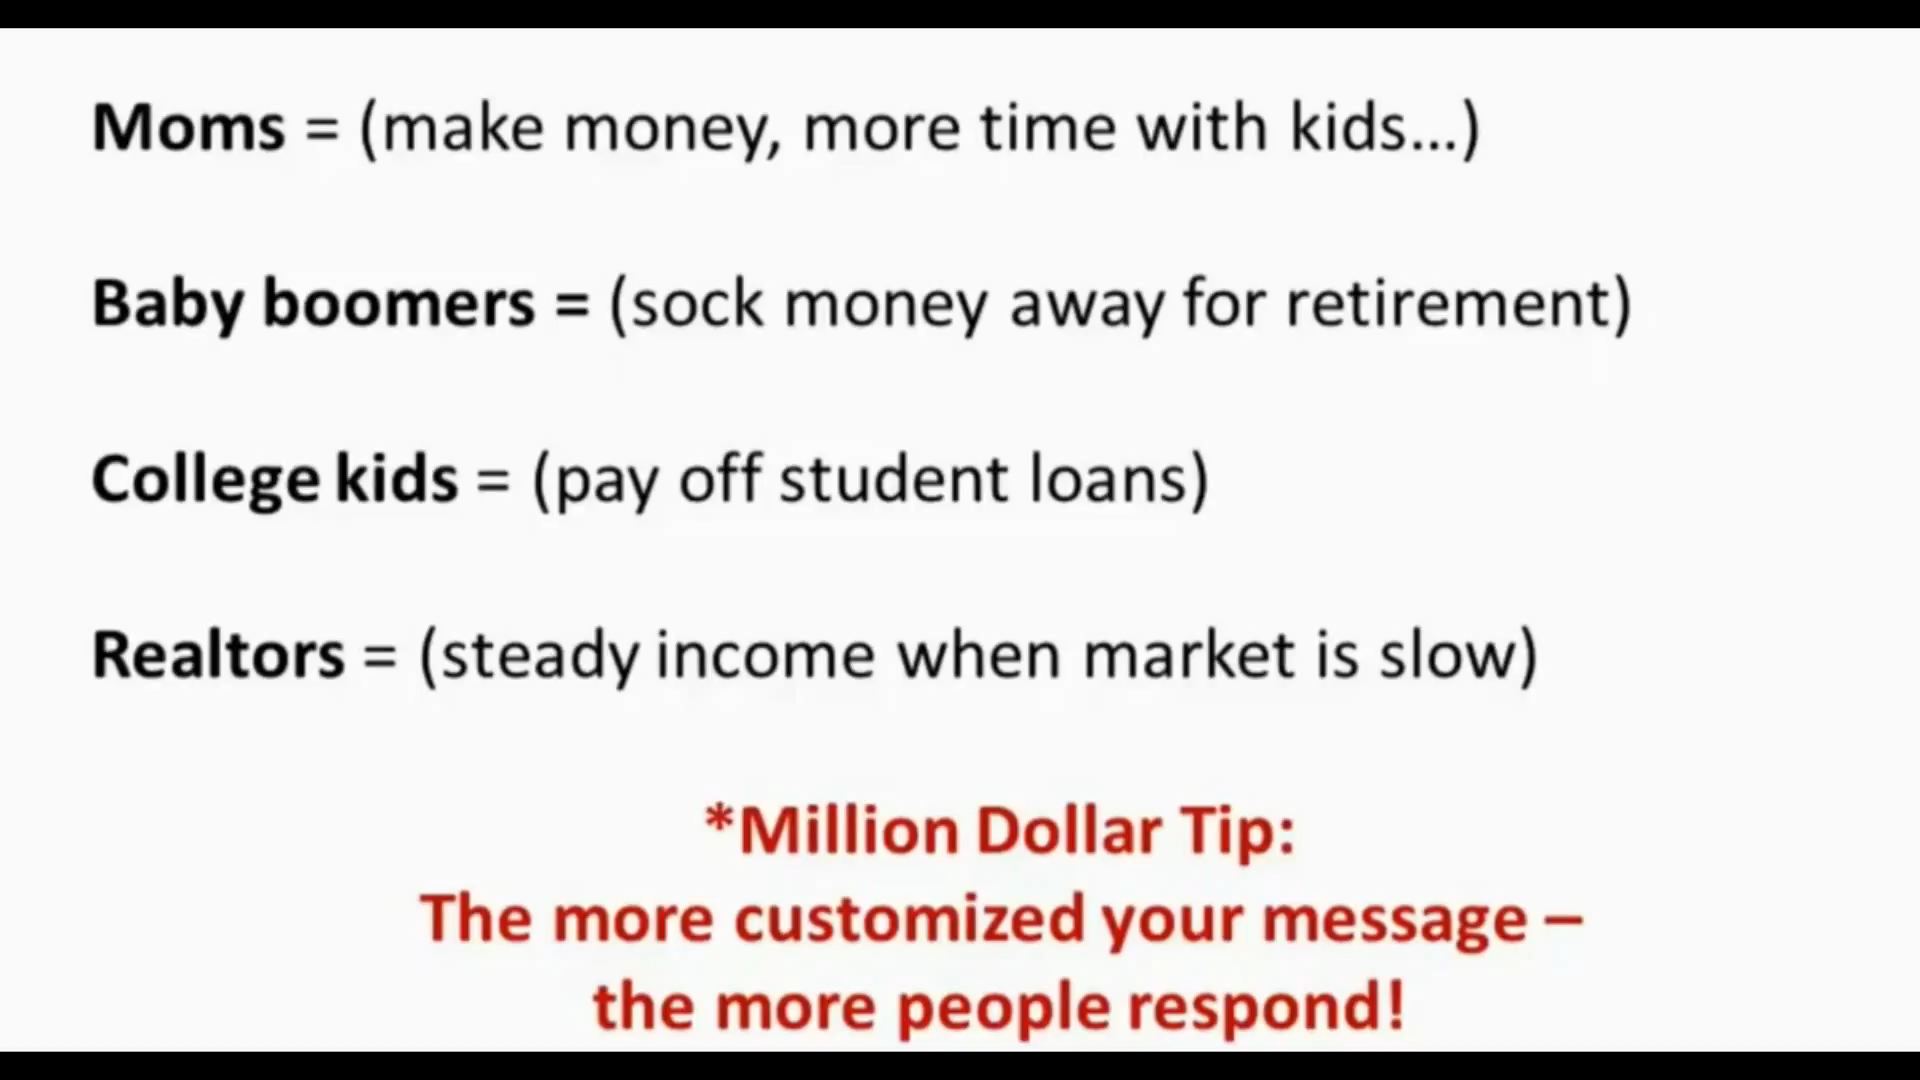 Moms = (make money, more time with kids...)
Baby boomers = (sock money away for retirement)
College kids = (pay off student loans)
Realtors = (steady income when market is slow)
*Million Dollar Tip:
The more customized your message –
the more people respond!